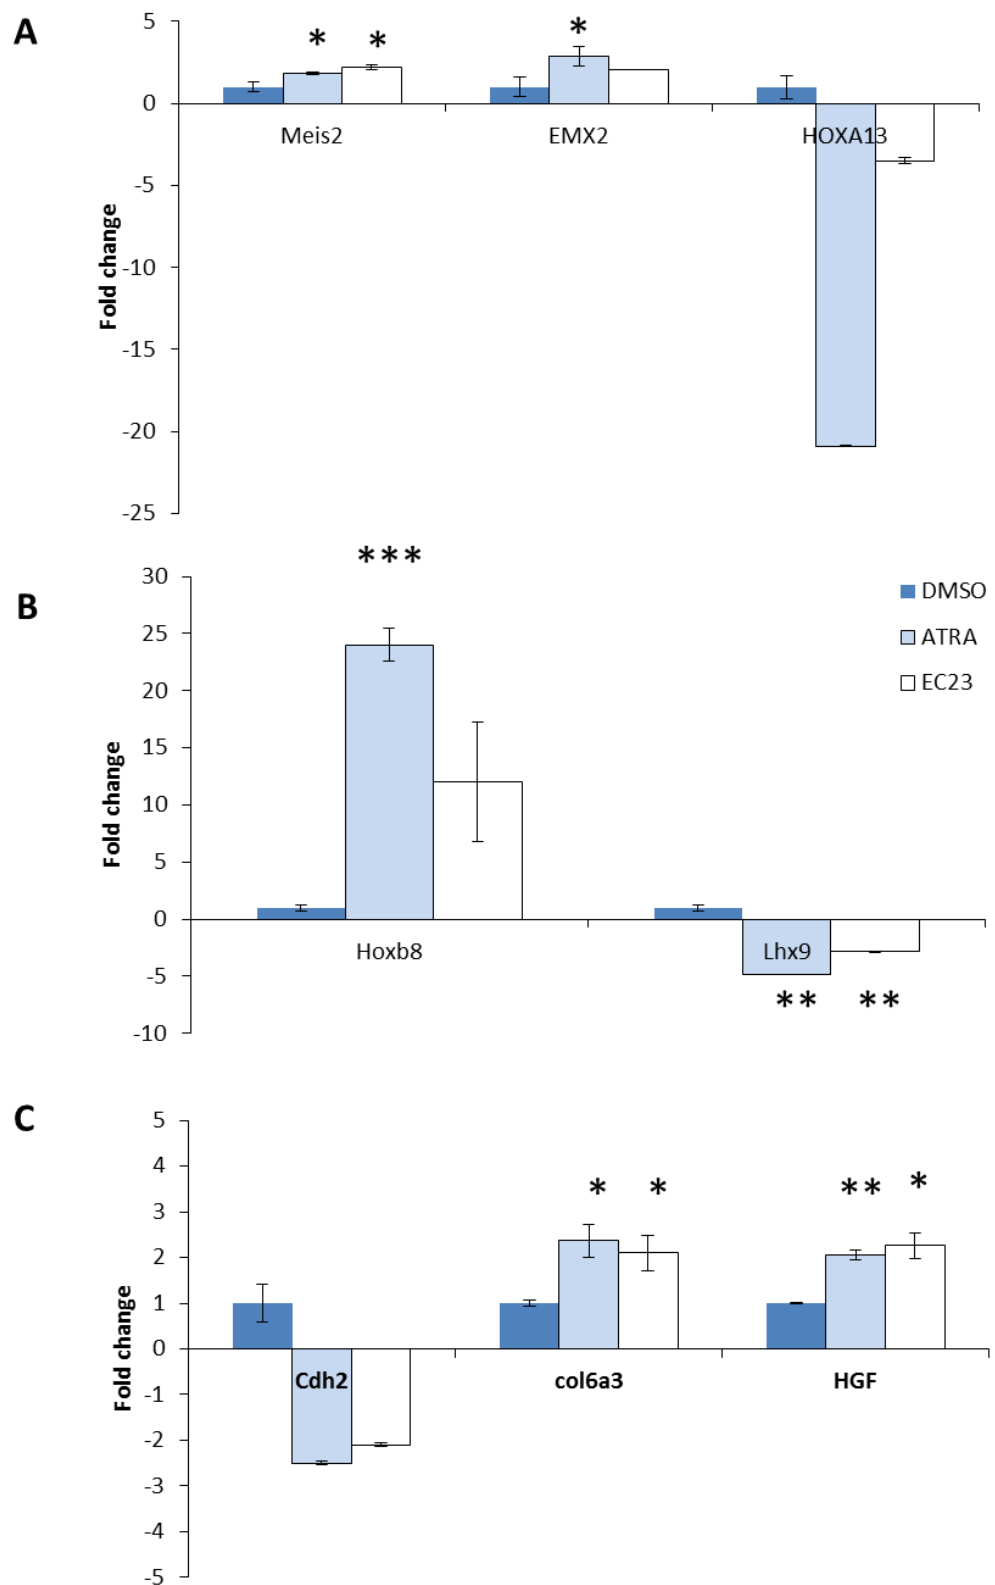 A
5
*
*
*
0
Meis2
EMX2
HOXA13
-5
-10
-15
-20
-25
Fold change
B
***
30
25
20
15
10
5
0
-5
-10
Fold change
DMSO
ATRA
EC23
Hoxb8
Lhx9
**
**
C
5
4
3
2
1
0
-1
-2
-3
-4
-5
Fold change
*
*
**
*
Cdh2
col6a3
HGF